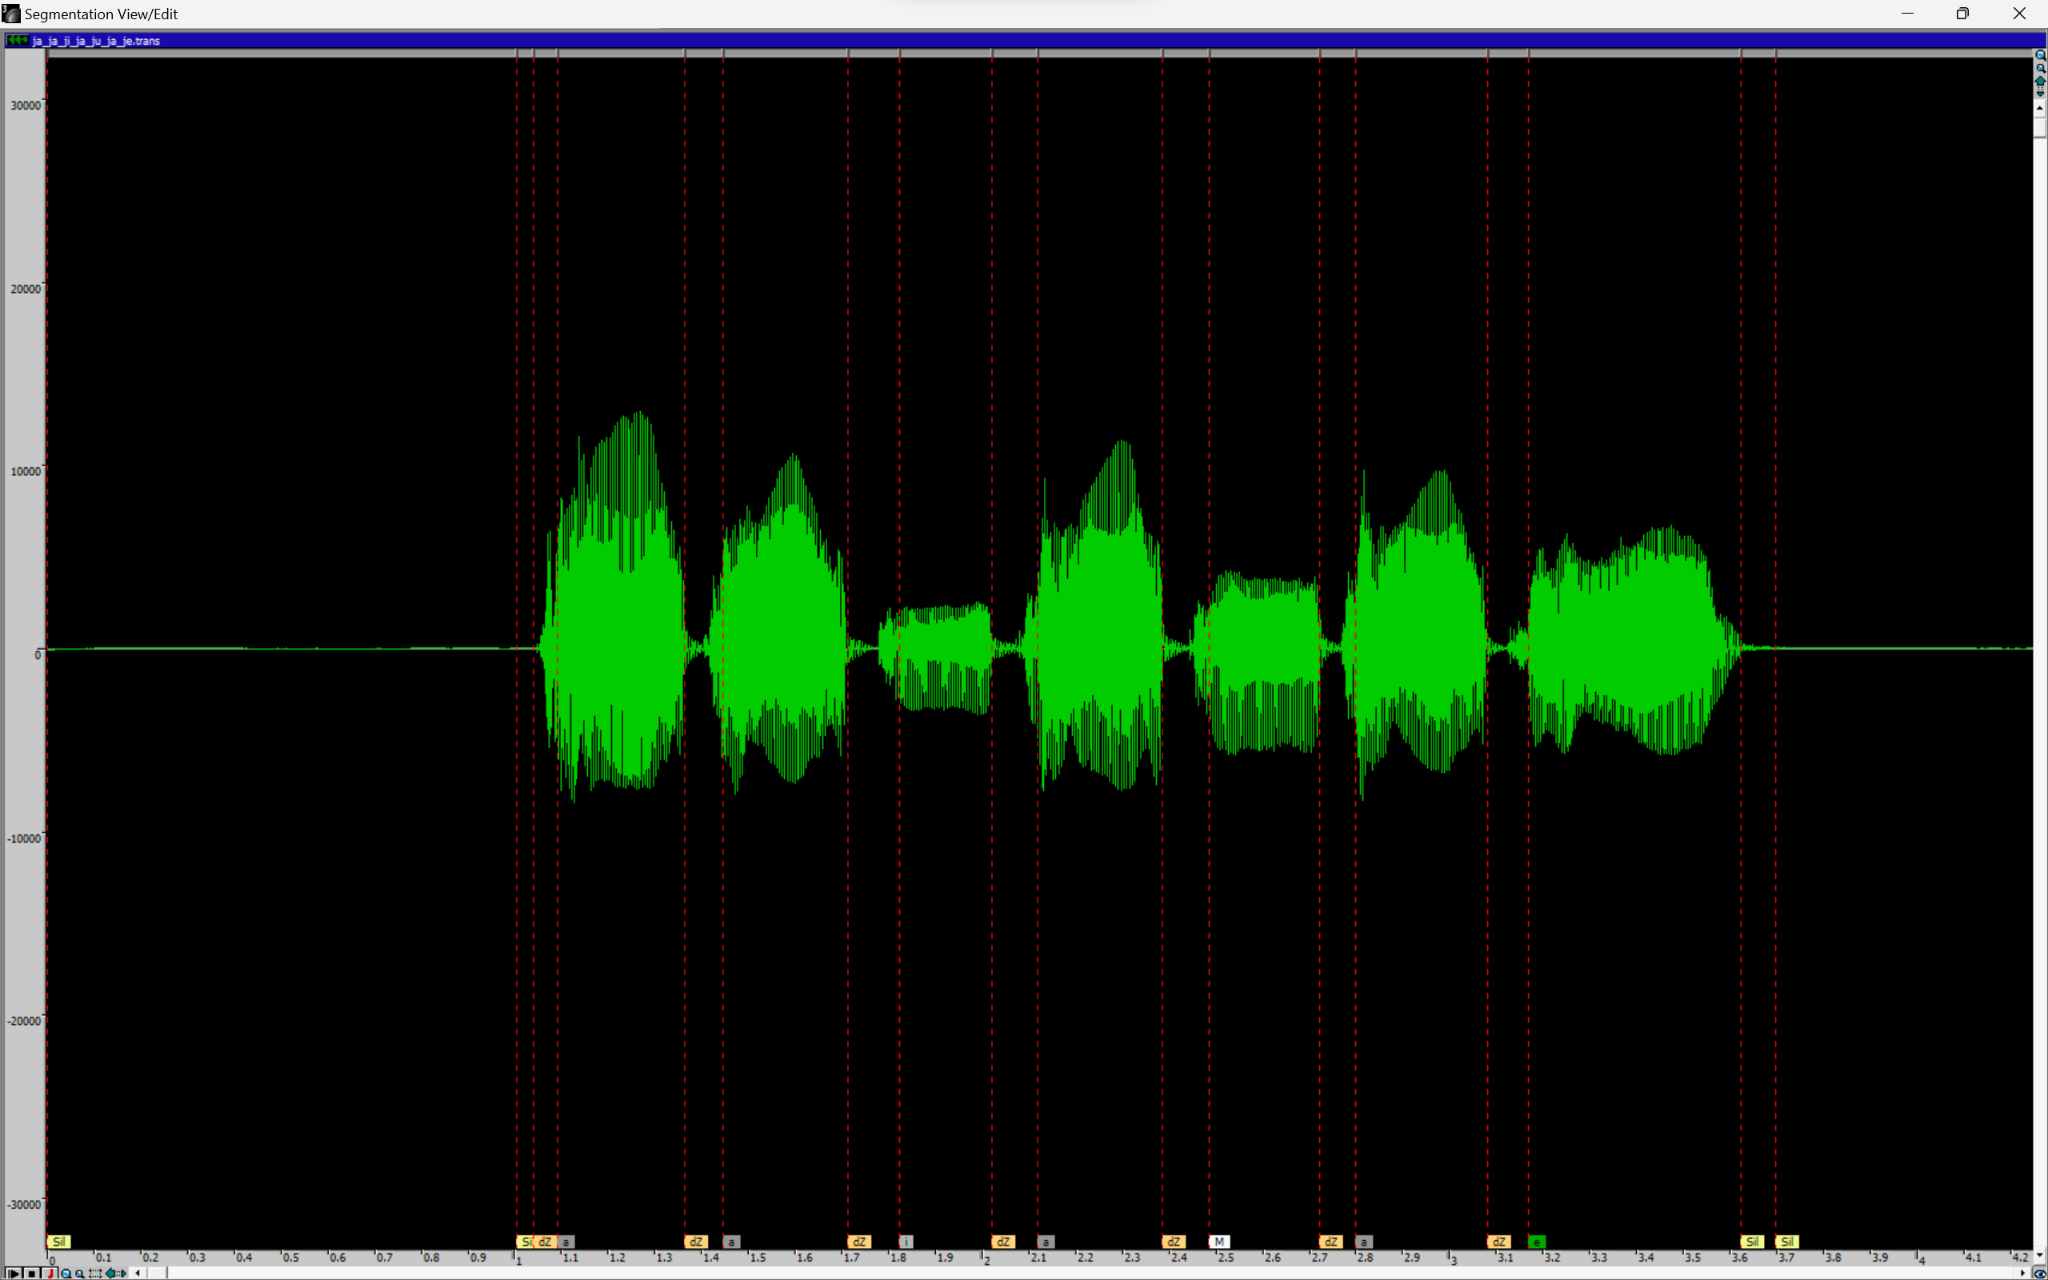 Segmentation View/Edit
ja_ja_ji_ja_ju_ja_je.trans
30000
20000
10000
0
-10000
-20000
-30000
Sil Si dZ a dZ a dZ i dZ a dZ M dZ a dZ e Sil Sil
0 0.1 0.2 0.3 0.4 0.5 0.6 0.7 0.8 0.9 1 1.1 1.2 1.3 1.4 1.5 1.6 1.7 1.8 1.9 2 2.1 2.2 2.3 2.4 2.5 2.6 2.7 2.8 2.9 3 3.1 3.2 3.3 3.4 3.5 3.6 3.7 3.8 3.9 4 4.1 4.2